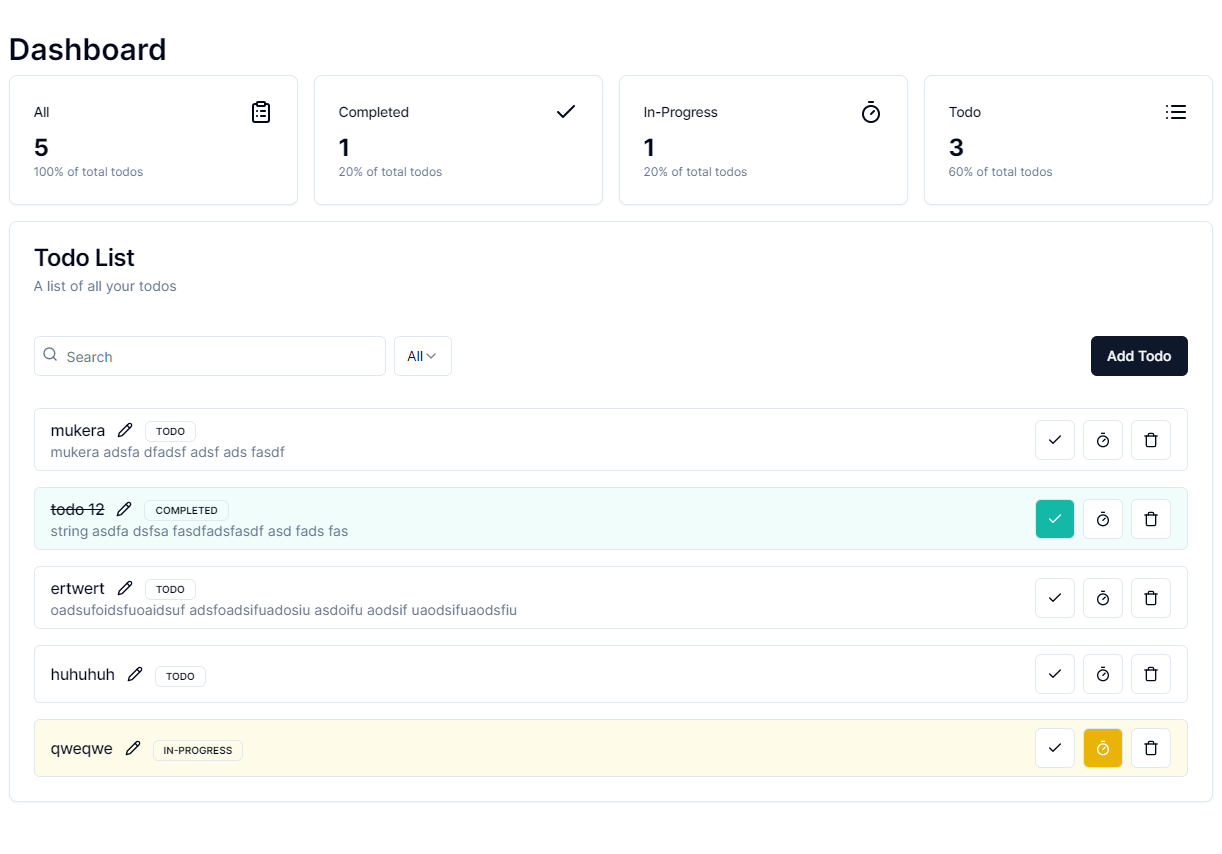 Dashboard
All
5
100% of total todos
Completed
1
20% of total todos
In-Progress
1
20% of total todos
Todo
3
60% of total todos
Todo List
A list of all your todos
Search
All
Add Todo
mukera TODO
mukera adsfa dfadsf adsf ads fasdf
todo 12 COMPLETED
string asdfa dsfsa fasdfadsfasdf asd fads fas
ertwert TODO
oadsufoidsfuoaidsuf adsfoadsifuadosiu asdoifu aodsif uaodsifuaodsfiu
huhuhuh TODO
qweqwe IN-PROGRESS